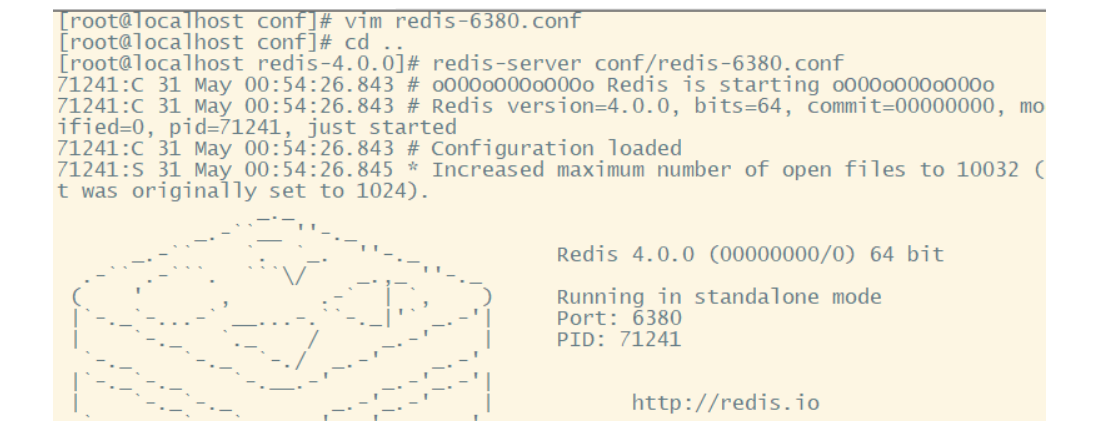 [root@localhost conf]# vim redis-6380.conf
[root@localhost conf]# cd ..
[root@localhost redis-4.0.0]# redis-server conf/redis-6380.conf
71241:C 31 May 00:54:26.843 # oO0OoO0OoO0Oo Redis is starting oO0OoO0OoO0Oo
71241:C 31 May 00:54:26.843 # Redis version=4.0.0, bits=64, commit=00000000, mo
ified=0, pid=71241, just started
71241:C 31 May 00:54:26.843 # Configuration loaded
71241:S 31 May 00:54:26.845 * Increased maximum number of open files to 10032 (
t was originally set to 1024).
Redis 4.0.0 (00000000/0) 64 bit
Running in standalone mode
Port: 6380
PID: 71241
http://redis.io